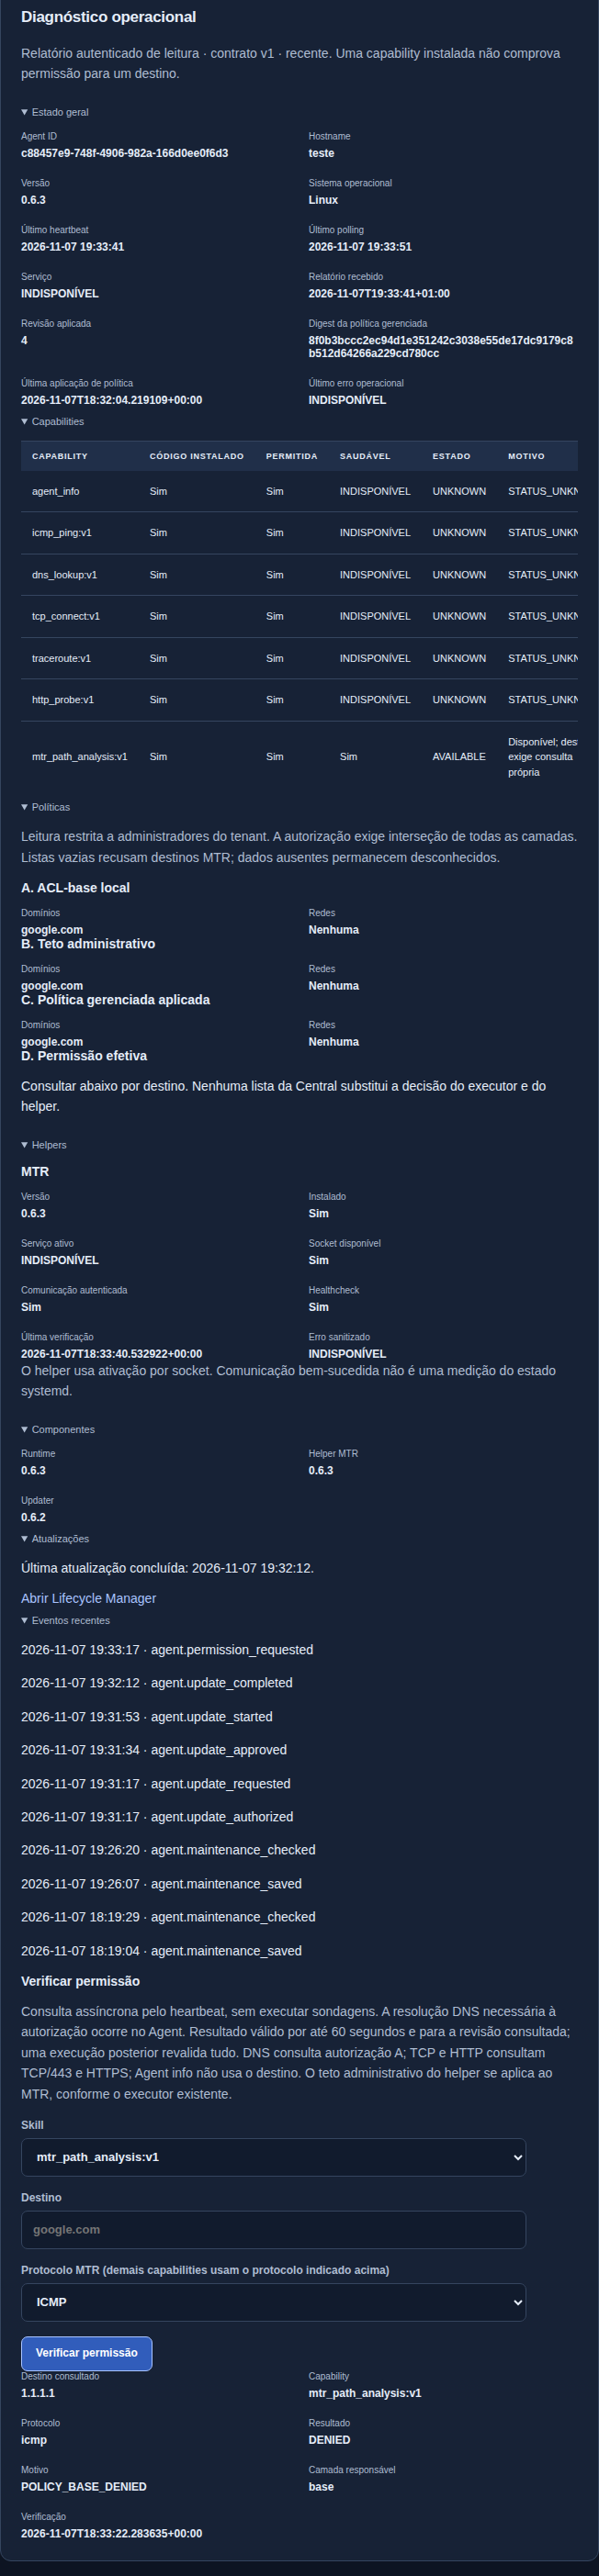 Diagnóstico operacional
Relatório autenticado de leitura · contrato v1 · recente. Uma capability instalada não comprova
permissão para um destino.
▼ Estado geral
Agent ID Hostname
c88457e9-748f-4906-982a-166d0ee0f6d3 teste
Versão Sistema operacional
0.6.3 Linux
Último heartbeat Último polling
2026-11-07 19:33:41 2026-11-07 19:33:51
Serviço Relatório recebido
INDISPONÍVEL 2026-11-07T19:33:41+01:00
Revisão aplicada Digest da política gerenciada
4 8f0b3bccc2ec94d1e351242c3038e55de17dc9179c8
b512d64266a229cd780cc
Última aplicação de política Último erro operacional
2026-11-07T18:32:04.219109+00:00 INDISPONÍVEL
▼ Capabilities
CAPABILITY CÓDIGO INSTALADO PERMITIDA SAUDÁVEL ESTADO MOTIVO
agent_info Sim Sim INDISPONÍVEL UNKNOWN STATUS_UNKN
icmp_ping:v1 Sim Sim INDISPONÍVEL UNKNOWN STATUS_UNKN
dns_lookup:v1 Sim Sim INDISPONÍVEL UNKNOWN STATUS_UNKN
tcp_connect:v1 Sim Sim INDISPONÍVEL UNKNOWN STATUS_UNKN
traceroute:v1 Sim Sim INDISPONÍVEL UNKNOWN STATUS_UNKN
http_probe:v1 Sim Sim INDISPONÍVEL UNKNOWN STATUS_UNKN
mtr_path_analysis:v1 Sim Sim Sim AVAILABLE Disponível; dest
exige consulta
própria
▼ Políticas
Leitura restrita a administradores do tenant. A autorização exige interseção de todas as camadas.
Listas vazias recusam destinos MTR; dados ausentes permanecem desconhecidos.
A. ACL-base local
Domínios Redes
google.com Nenhuma
B. Teto administrativo
Domínios Redes
google.com Nenhuma
C. Política gerenciada aplicada
Domínios Redes
google.com Nenhuma
D. Permissão efetiva
Consultar abaixo por destino. Nenhuma lista da Central substitui a decisão do executor e do
helper.
▼ Helpers
MTR
Versão Instalado
0.6.3 Sim
Serviço ativo Socket disponível
INDISPONÍVEL Sim
Comunicação autenticada Healthcheck
Sim Sim
Última verificação Erro sanitizado
2026-11-07T18:33:40.532922+00:00 INDISPONÍVEL
O helper usa ativação por socket. Comunicação bem-sucedida não é uma medição do estado
systemd.
▼ Componentes
Runtime Helper MTR
0.6.3 0.6.3
Updater
0.6.2
▼ Atualizações
Última atualização concluída: 2026-11-07 19:32:12.
Abrir Lifecycle Manager
▼ Eventos recentes
2026-11-07 19:33:17 · agent.permission_requested
2026-11-07 19:32:12 · agent.update_completed
2026-11-07 19:31:53 · agent.update_started
2026-11-07 19:31:34 · agent.update_approved
2026-11-07 19:31:17 · agent.update_requested
2026-11-07 19:31:17 · agent.update_authorized
2026-11-07 19:26:20 · agent.maintenance_checked
2026-11-07 19:26:07 · agent.maintenance_saved
2026-11-07 18:19:29 · agent.maintenance_checked
2026-11-07 18:19:04 · agent.maintenance_saved
Verificar permissão
Consulta assíncrona pelo heartbeat, sem executar sondagens. A resolução DNS necessária à
autorização ocorre no Agent. Resultado válido por até 60 segundos e para a revisão consultada;
uma execução posterior revalida tudo. DNS consulta autorização A; TCP e HTTP consultam
TCP/443 e HTTPS; Agent info não usa o destino. O teto administrativo do helper se aplica ao
MTR, conforme o executor existente.
Skill
mtr_path_analysis:v1
Destino
google.com
Protocolo MTR (demais capabilities usam o protocolo indicado acima)
ICMP
Verificar permissão
Destino consultado Capability
1.1.1.1 mtr_path_analysis:v1
Protocolo Resultado
icmp DENIED
Motivo Camada responsável
POLICY_BASE_DENIED base
Verificação
2026-11-07T18:33:22.283635+00:00